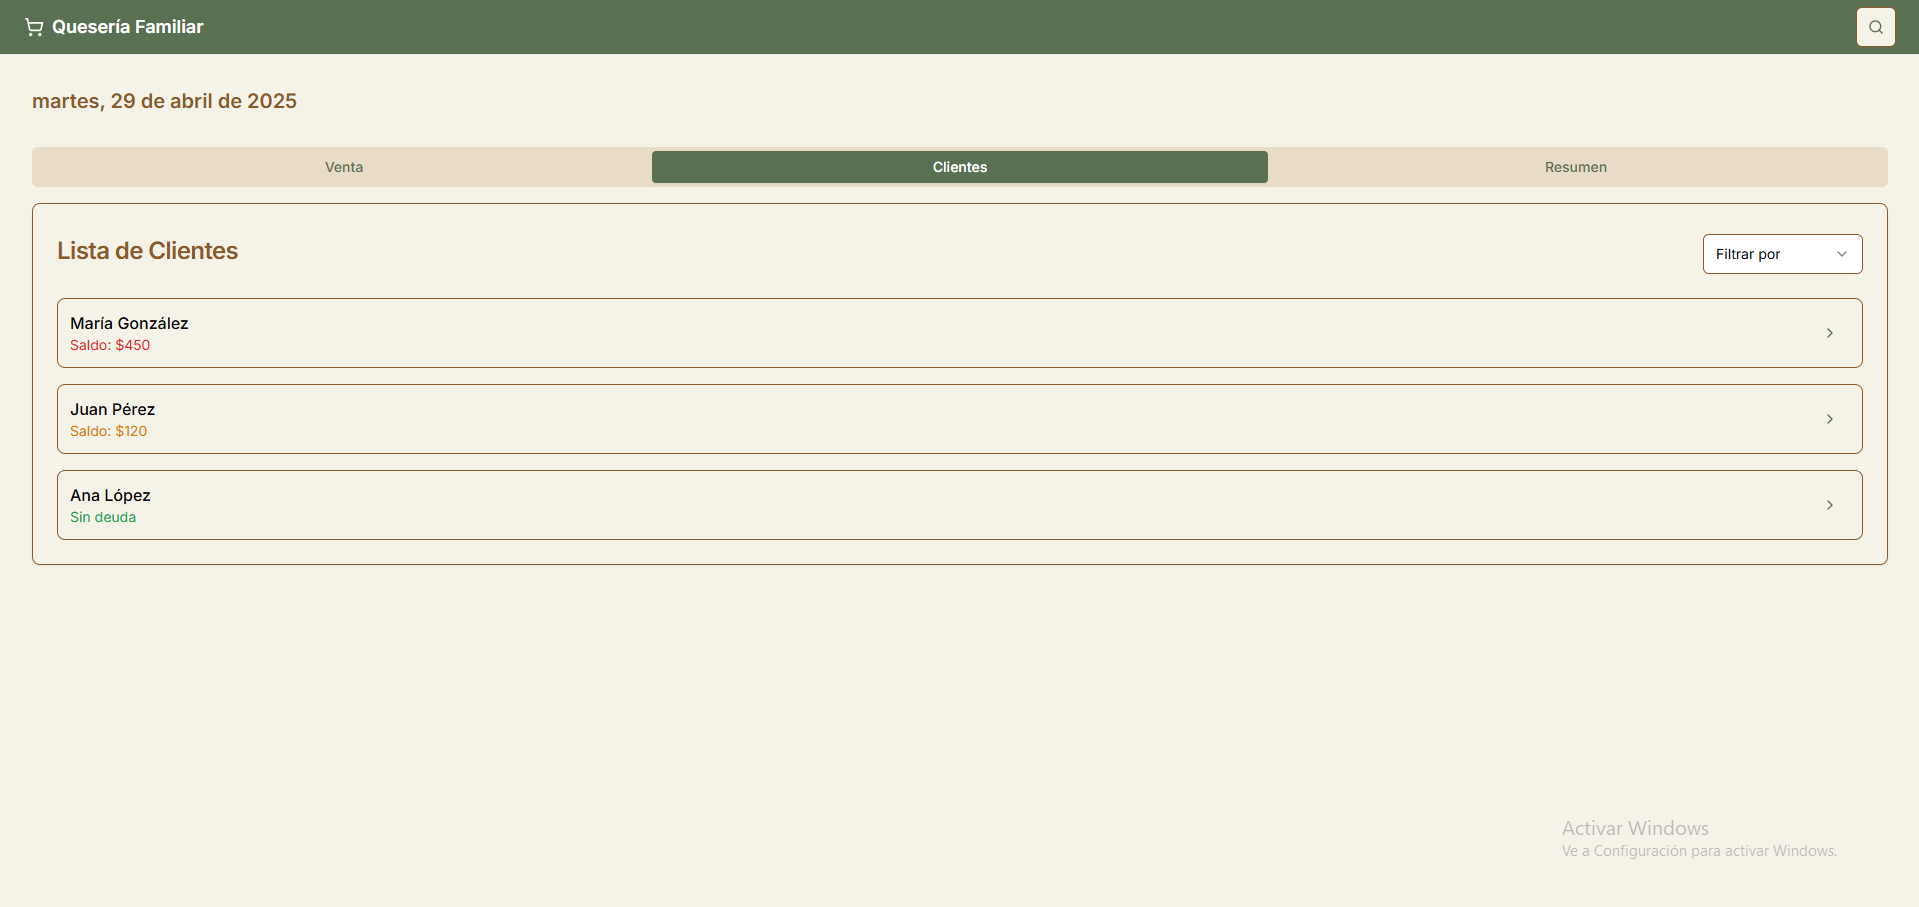 Quesería Familiar
martes, 29 de abril de 2025
Venta
Clientes
Resumen
Lista de Clientes
Filtrar por
María González
Saldo: $450
Juan Pérez
Saldo: $120
Ana López
Sin deuda
Activar Windows
Ve a Configuración para activar Windows.